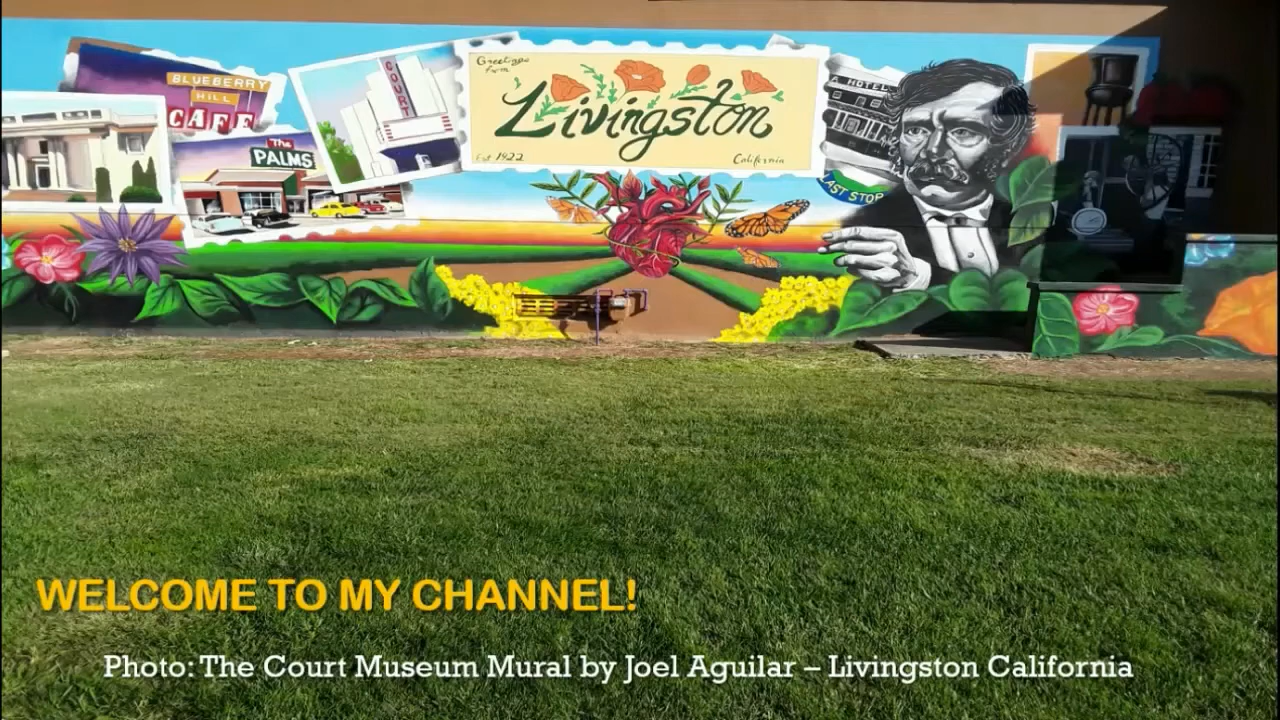 BLUEBERRY
HILL
CAFE
The
PALMS
COURT
Greetings
from
Livingston
Est 1922
California
A HOTEL
LAST STOP
WELCOME TO MY CHANNEL!
Photo: The Court Museum Mural by Joel Aguilar – Livingston California